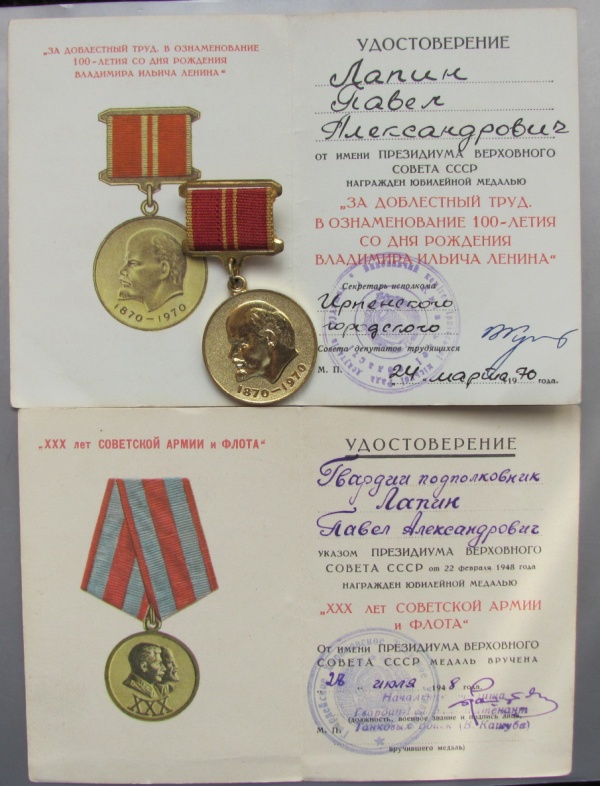 „ЗА ДОБЛЕСТНЫЙ ТРУД. В ОЗНАМЕНОВАНИЕ
100-ЛЕТИЯ СО ДНЯ РОЖДЕНИЯ
ВЛАДИМИРА ИЛЬИЧА ЛЕНИНА“
1870-1970
1870-1970
УДОСТОВЕРЕНИЕ
Лапин
Павел
Александрович
ОТ ИМЕНИ ПРЕЗИДИУМА ВЕРХОВНОГО
СОВЕТА СССР
НАГРАЖДЕН ЮБИЛЕЙНОЙ МЕДАЛЬЮ
„ЗА ДОБЛЕСТНЫЙ ТРУД.
В ОЗНАМЕНОВАНИЕ 100-ЛЕТИЯ
СО ДНЯ РОЖДЕНИЯ
ВЛАДИМИРА ИЛЬИЧА ЛЕНИНА“
Секретарь исполкома
Ирпенского
городского
Совета депутатов трудящихся
М. П. 24 марта 1970 года.
„XXX лет СОВЕТСКОЙ АРМИИ и ФЛОТА“
XXX
УДОСТОВЕРЕНИЕ
Гвардии подполковник
Лапин
Павел Александрович
УКАЗОМ ПРЕЗИДИУМА ВЕРХОВНОГО
СОВЕТА СССР от 22 февраля 1948 года
НАГРАЖДЕН ЮБИЛЕЙНОЙ МЕДАЛЬЮ
„XXX лет СОВЕТСКОЙ АРМИИ
и ФЛОТА“
От имени ПРЕЗИДИУМА ВЕРХОВНОГО
СОВЕТА СССР МЕДАЛЬ ВРУЧЕНА
28 „ июля 1948 года.
Гвардии
(должность, военное звание и подпись лица,
М. П. Танковых Войск (В. Кашуба)
вручившего медаль)